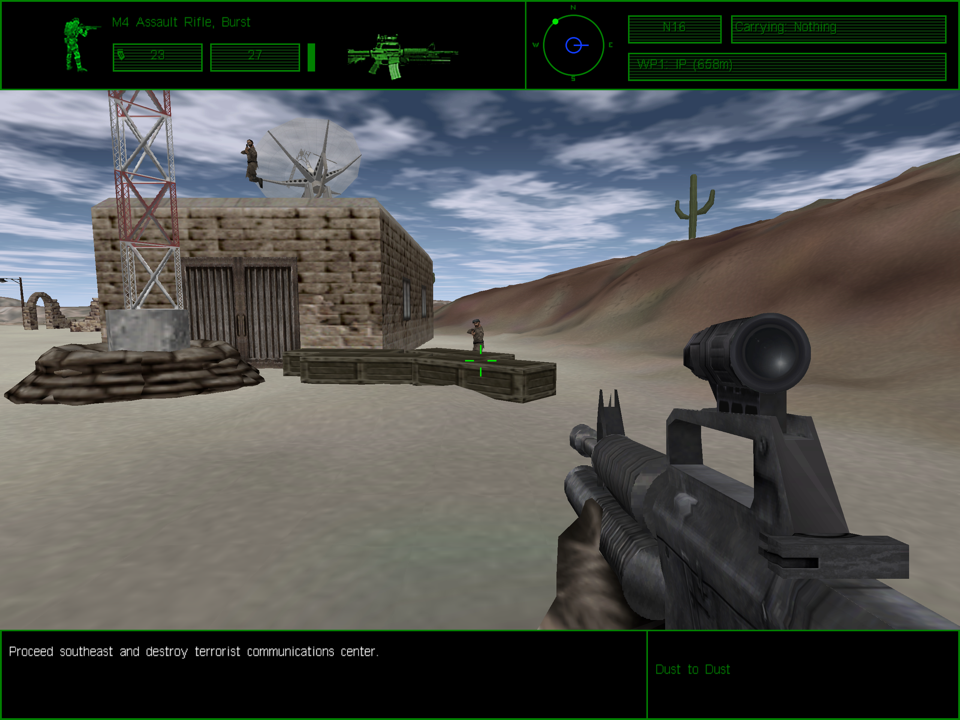 M4 Assault Rifle, Burst
23
27
N
W
E
S
N16
Carrying: Nothing
WP1: IP (658m)
Proceed southeast and destroy terrorist communications center.
Dust to Dust